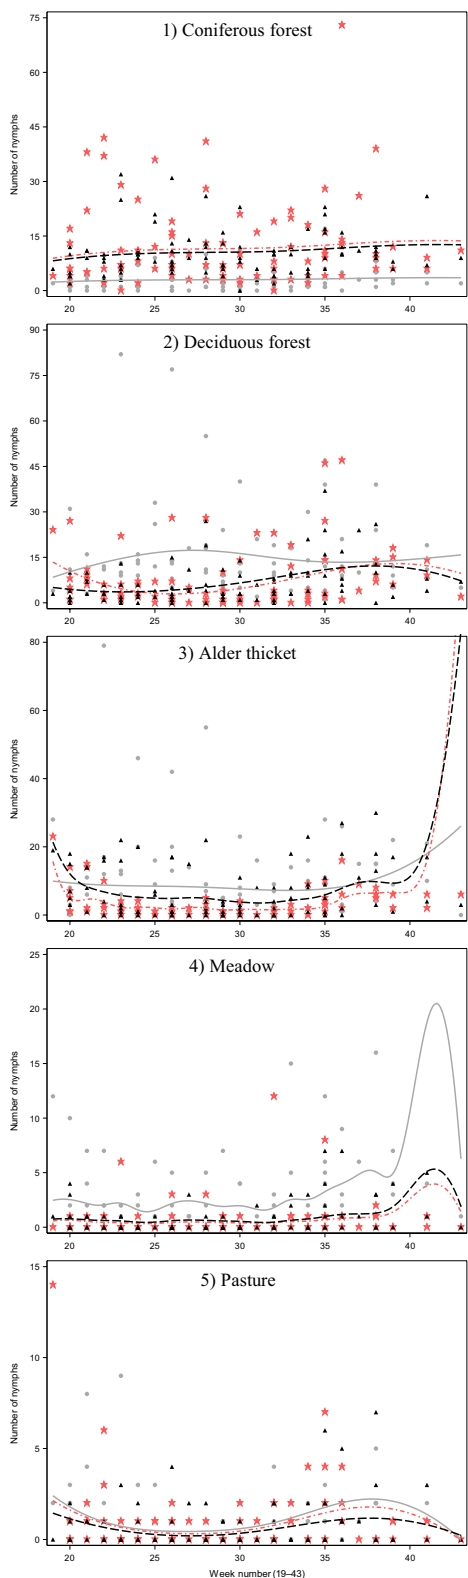 1) Coniferous forest
Number of nymphs
75
60
45
30
15
0
20 25 30 35 40
2) Deciduous forest
Number of nymphs
90
75
60
45
30
15
0
20 25 30 35 40
3) Alder thicket
Number of nymphs
80
60
40
20
0
20 25 30 35 40
4) Meadow
Number of nymphs
25
20
15
10
5
0
20 25 30 35 40
5) Pasture
Number of nymphs
15
10
5
0
20 25 30 35 40
Week number (19–43)